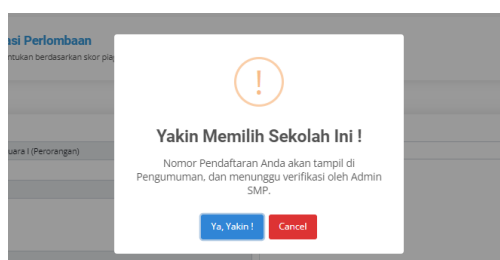 asi Perlombaan
ntukan berdasarkan skor piag
!
Yakin Memilih Sekolah Ini !
uara I (Perorangan)
Nomor Pendaftaran Anda akan tampil di
Pengumuman, dan menunggu verifikasi oleh Admin
SMP.
Ya, Yakin !
Cancel